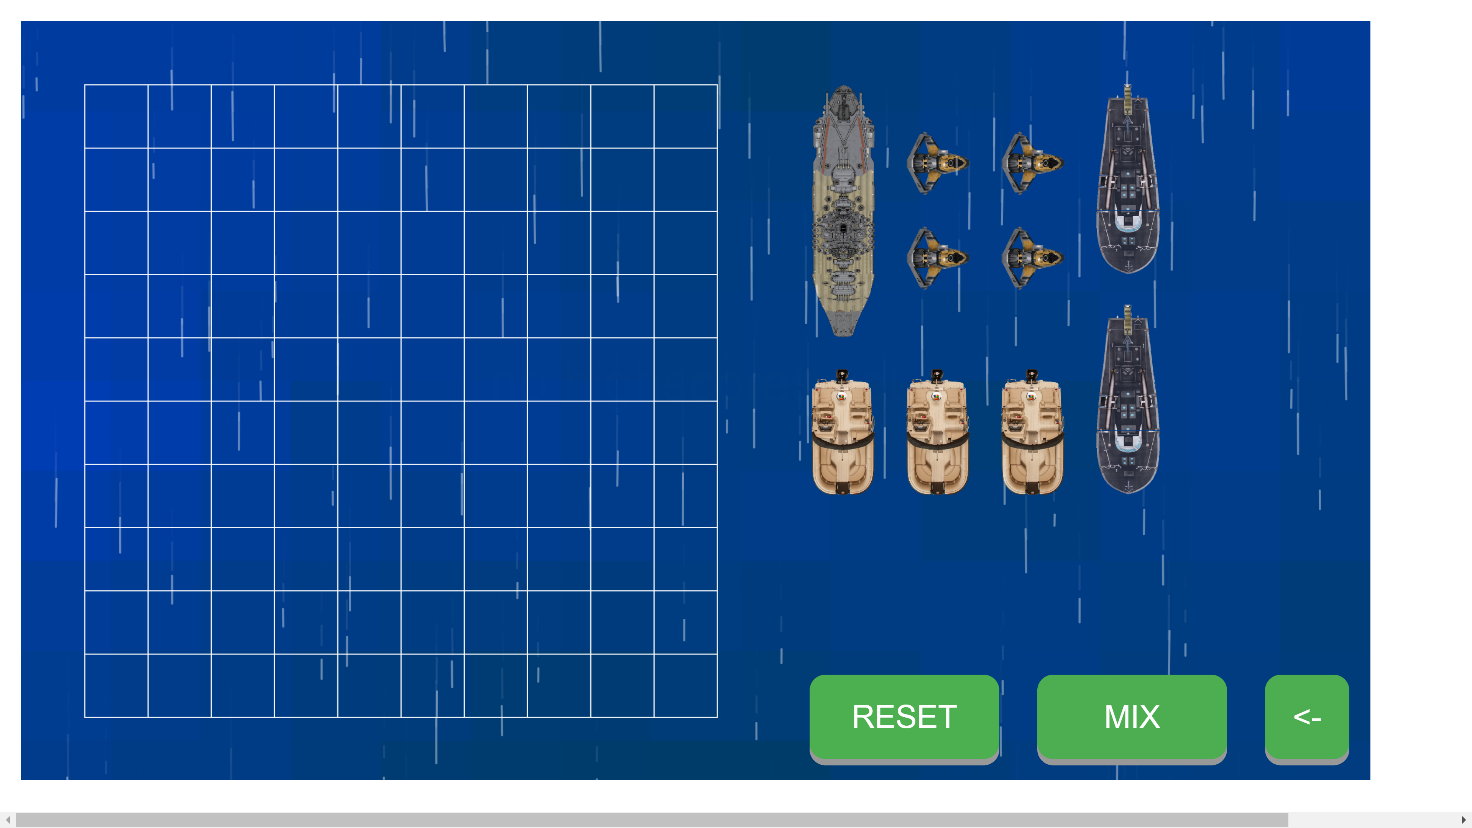 RESET
MIX
<-